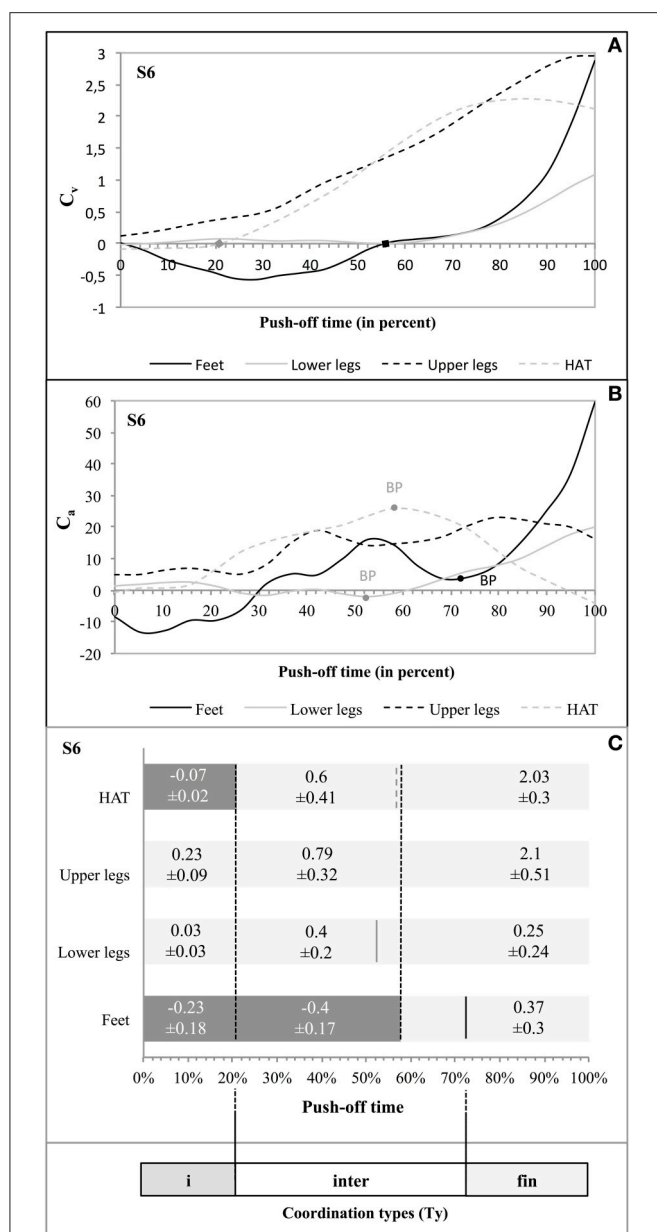 A
S6
3
2,5
2
1,5
1
0,5
0
-0,5
-1
C_v
0 10 20 30 40 50 60 70 80 90 100
Push-off time (in percent)
Feet Lower legs Upper legs HAT
B
S6
60
50
40
30
20
10
0
-10
-20
C_a
BP
BP
BP
0 10 20 30 40 50 60 70 80 90 100
Push-off time (in percent)
Feet Lower legs Upper legs HAT
S6
C
HAT
-0.07 0.6 2.03
±0.02 ±0.41 ±0.3
Upper legs
0.23 0.79 2.1
±0.09 ±0.32 ±0.51
Lower legs
0.03 0.4 0.25
±0.03 ±0.2 ±0.24
Feet
-0.23 -0.4 0.37
±0.18 ±0.17 ±0.3
0% 10% 20% 30% 40% 50% 60% 70% 80% 90% 100%
Push-off time
i inter fin
Coordination types (Ty)